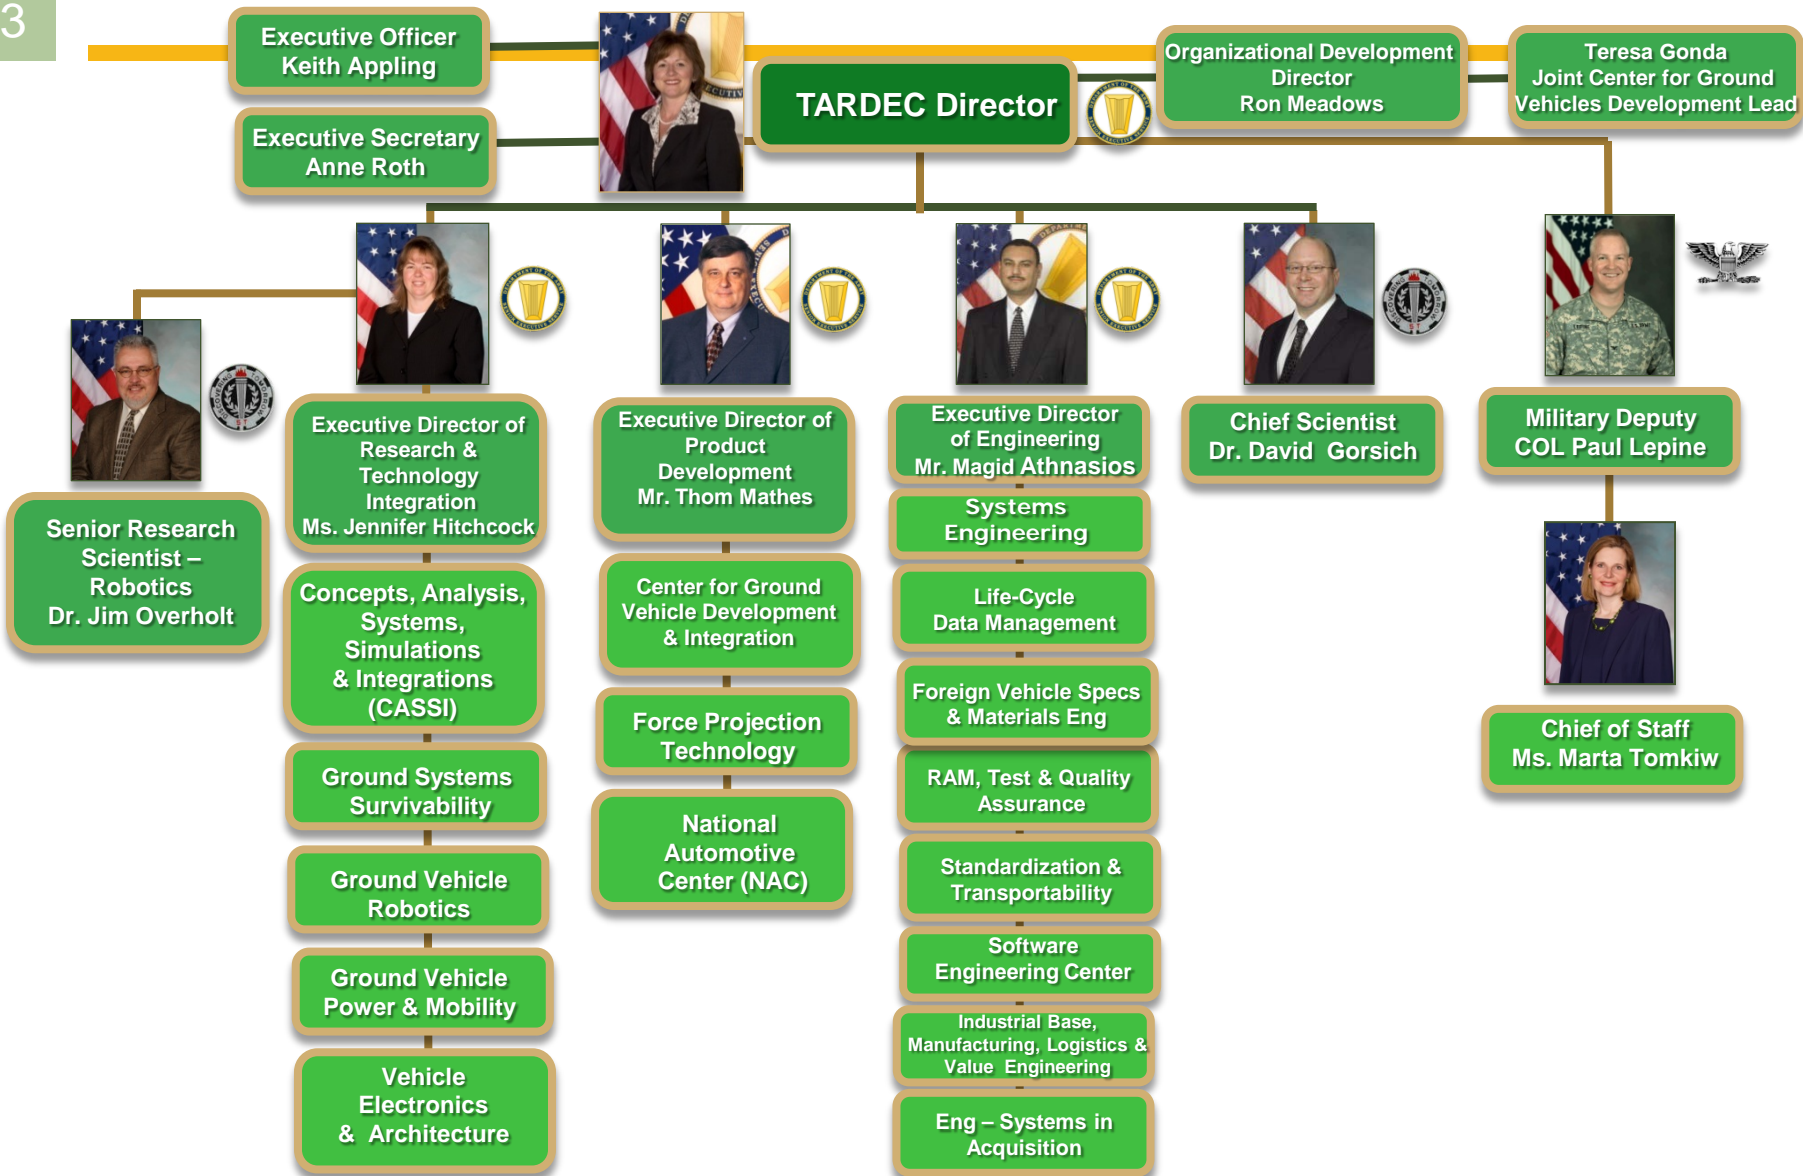 3
Executive Officer
Keith Appling
Executive Secretary
Anne Roth
TARDEC Director
Organizational Development
Director
Ron Meadows
Teresa Gonda
Joint Center for Ground
Vehicles Development Lead
Senior Research
Scientist –
Robotics
Dr. Jim Overholt
Executive Director of
Research &
Technology
Integration
Ms. Jennifer Hitchcock
Concepts, Analysis,
Systems,
Simulations
& Integrations
(CASSI)
Ground Systems
Survivability
Ground Vehicle
Robotics
Ground Vehicle
Power & Mobility
Vehicle
Electronics
& Architecture
Executive Director of
Product
Development
Mr. Thom Mathes
Center for Ground
Vehicle Development
& Integration
Force Projection
Technology
National
Automotive
Center (NAC)
Executive Director
of Engineering
Mr. Magid Athnasios
Systems
Engineering
Life-Cycle
Data Management
Foreign Vehicle Specs
& Materials Eng
RAM, Test & Quality
Assurance
Standardization &
Transportability
Software
Engineering Center
Industrial Base,
Manufacturing, Logistics &
Value Engineering
Eng – Systems in
Acquisition
Chief Scientist
Dr. David Gorsich
Military Deputy
COL Paul Lepine
Chief of Staff
Ms. Marta Tomkiw
DISCOVERING TOMORROW
ST
DISCOVERING TOMORROW
ST